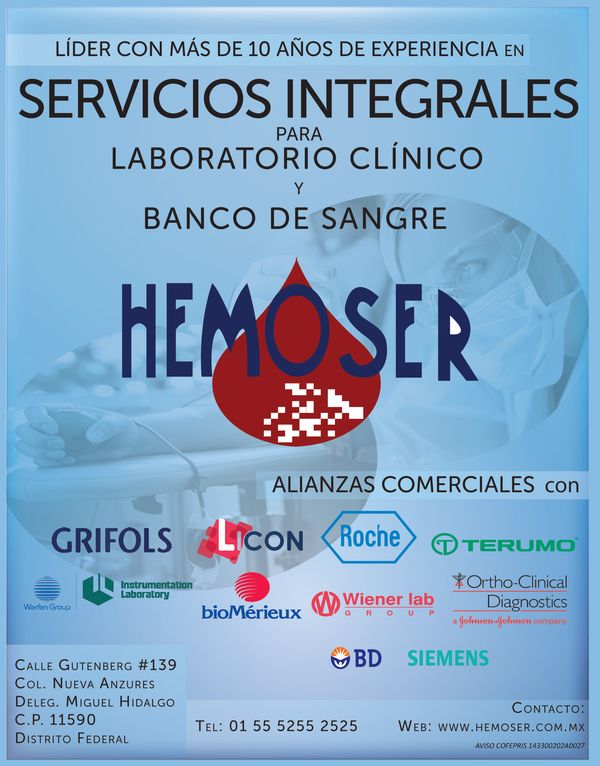 LÍDER CON MÁS DE 10 AÑOS DE EXPERIENCIA EN
SERVICIOS INTEGRALES
PARA
LABORATORIO CLÍNICO
Y
BANCO DE SANGRE
HEMOSER
ALIANZAS COMERCIALES con
GRIFOLS
LICON
Roche
TERUMO
Werfen Group
Instrumentation
Laboratory
bioMérieux
Wiener lab
GROUP
Ortho-Clinical
Diagnostics
a Johnson-Johnson company
BD
SIEMENS
CALLE GUTENBERG #139
COL. NUEVA ANZURES
DELEG. MIGUEL HIDALGO
C.P. 11590
DISTRITO FEDERAL
TEL: 01 55 5255 2525
CONTACTO:
WEB: WWW.HEMOSER.COM.MX
AVISO COFEPRIS 143300202A0027